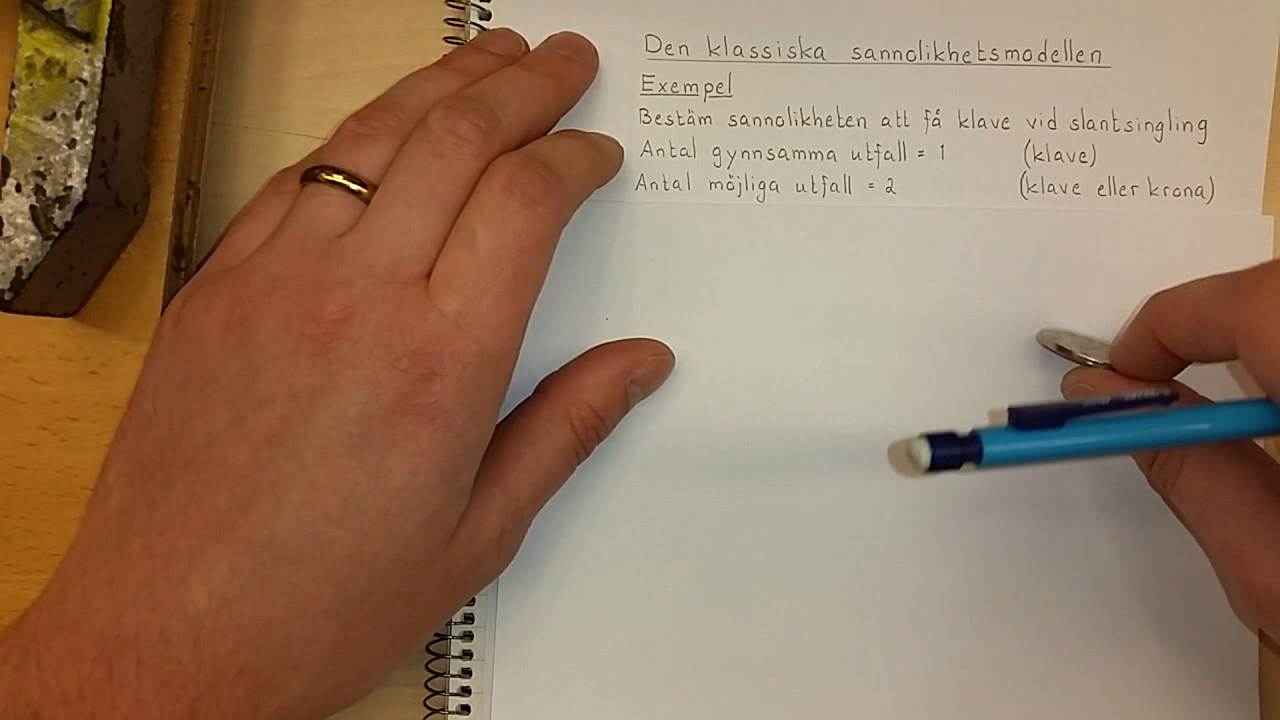 Den klassiska sannolikhetsmodellen
Exempel
Bestäm sannolikheten att få klave vid slantsingling
Antal gynnsamma utfall = 1 (klave)
Antal möjliga utfall = 2 (klave eller krona)